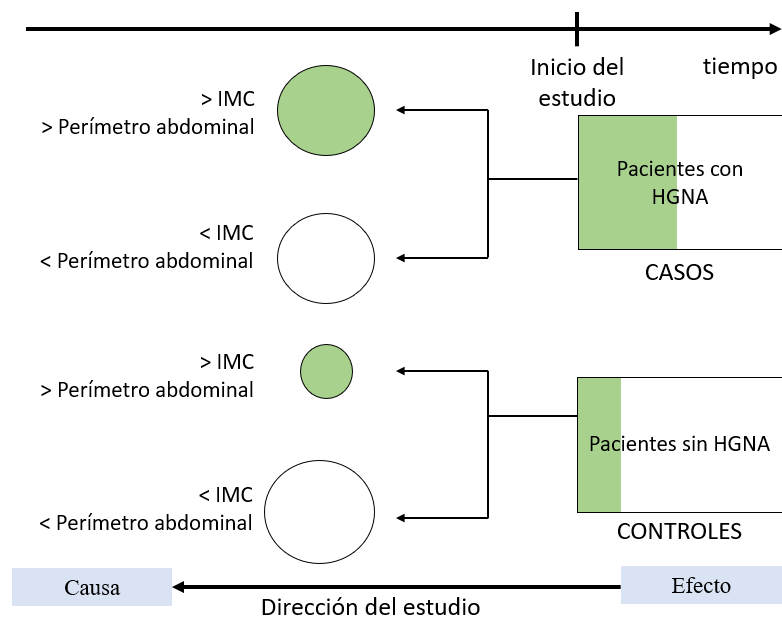 Inicio del
estudio
tiempo
> IMC
> Perímetro abdominal
< IMC
< Perímetro abdominal
Pacientes con
HGNA
CASOS
> IMC
> Perímetro abdominal
< IMC
< Perímetro abdominal
Pacientes sin HGNA
CONTROLES
Causa
Efecto
Dirección del estudio